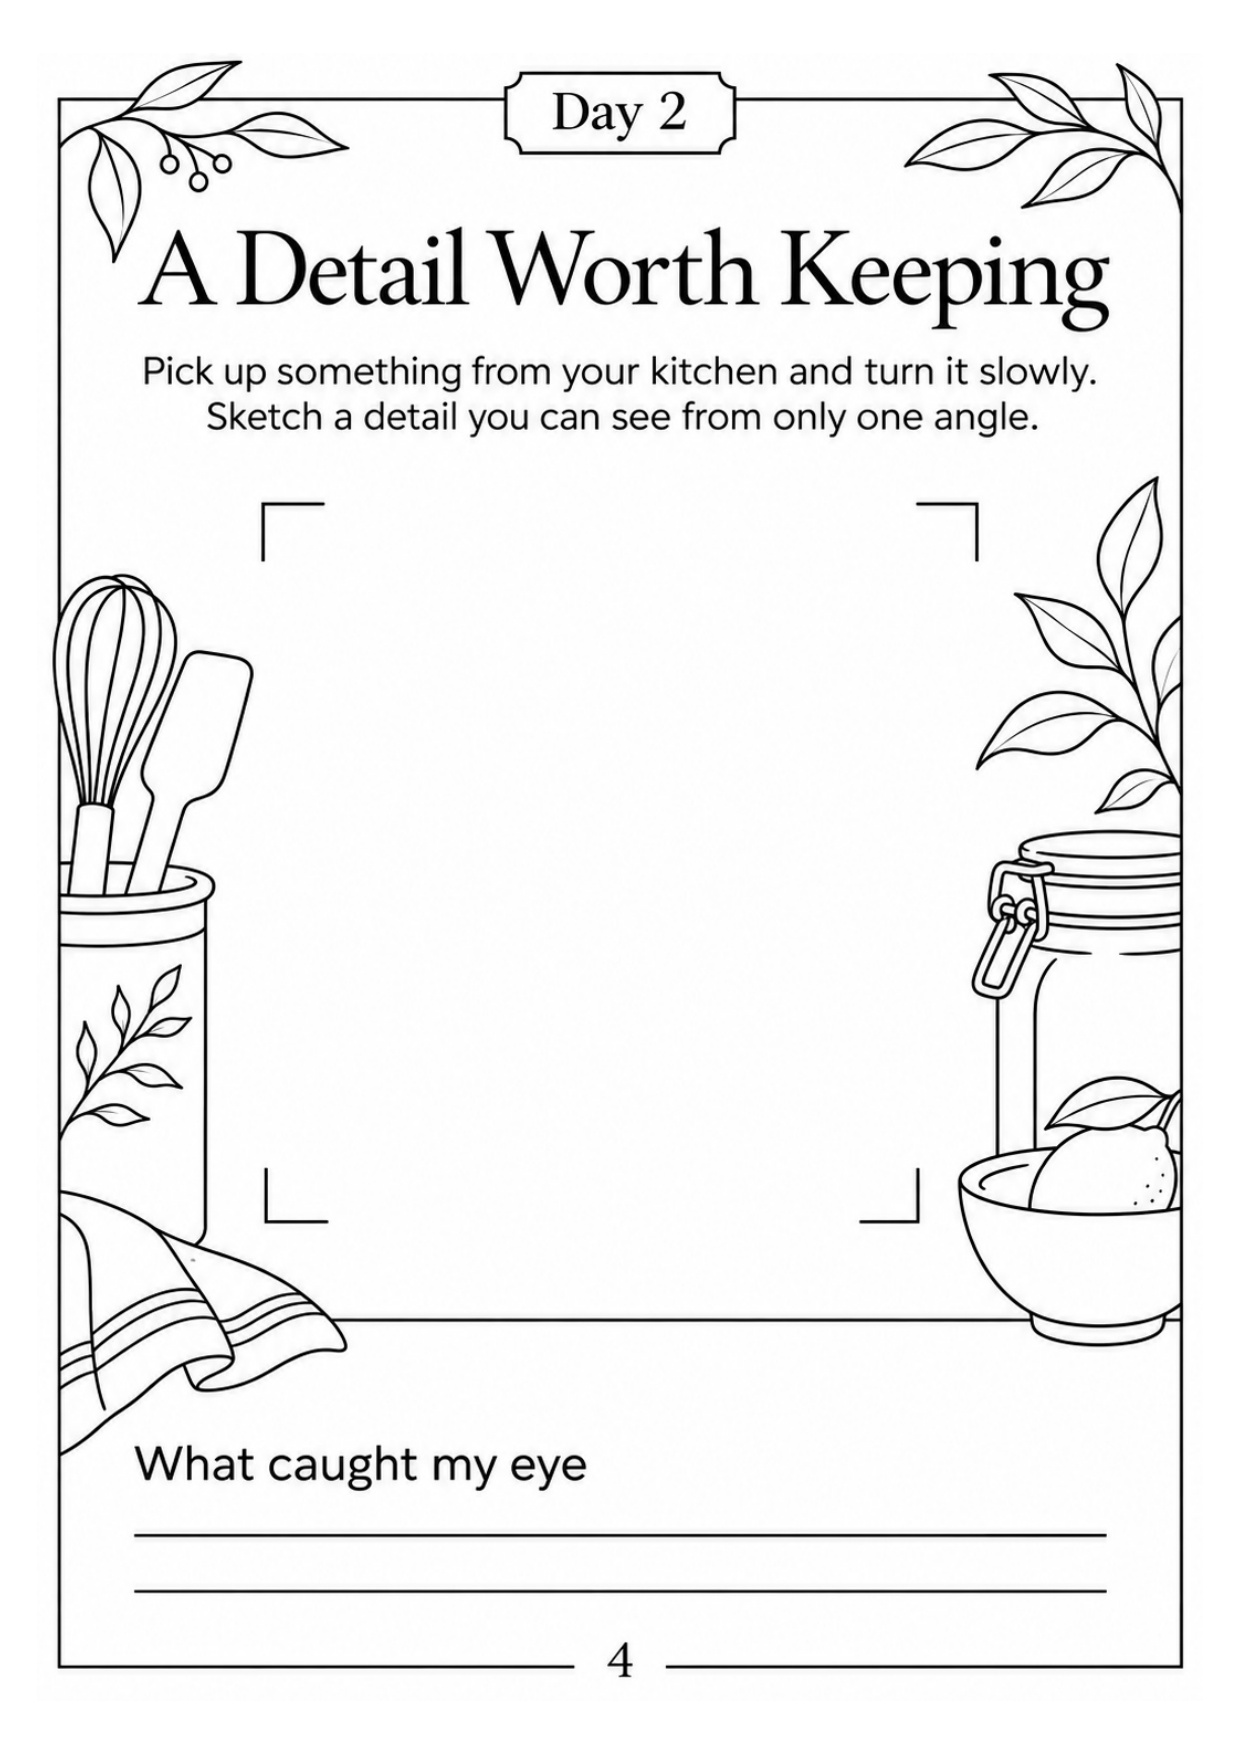 Day 2
A Detail Worth Keeping
Pick up something from your kitchen and turn it slowly.
Sketch a detail you can see from only one angle.
What caught my eye
4